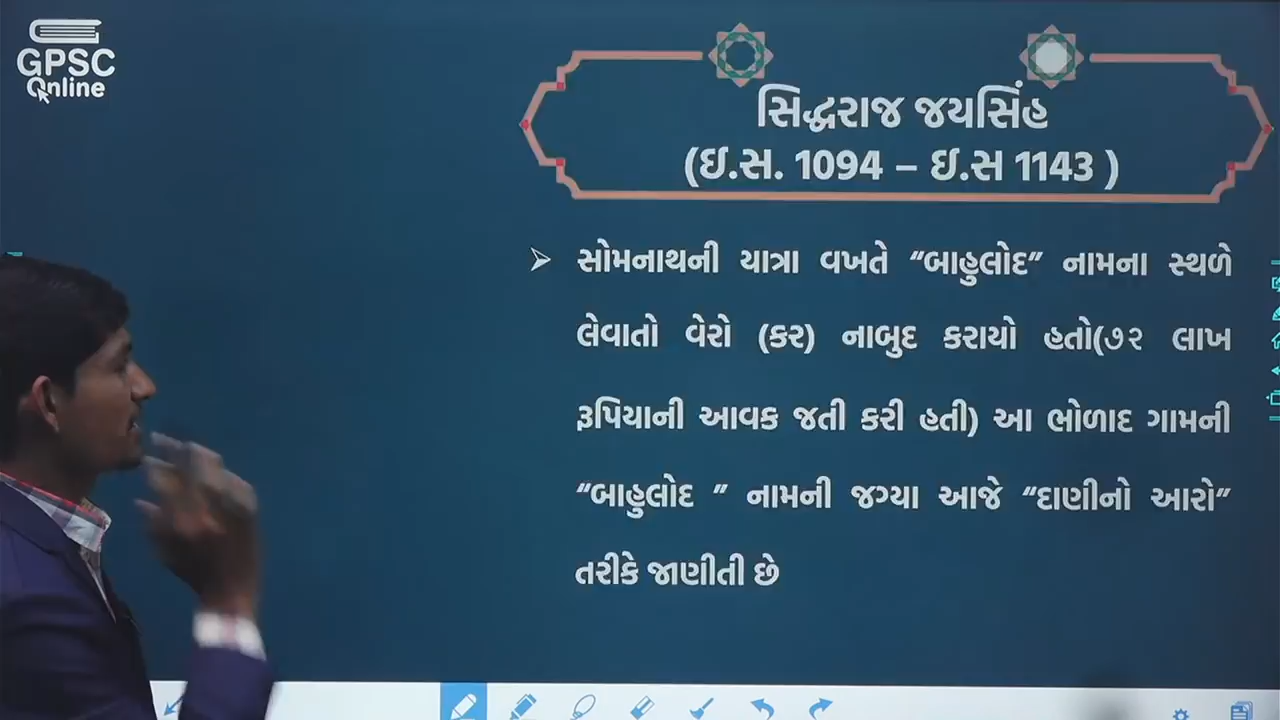 GPSC
Online
સિદ્ધરાજ જયસિંહ
(ઇ.સ. 1094 – ઇ.સ 1143 )
➢ સોમનાથની યાત્રા વખતે “બાહુલોદ” નામના સ્થળે
લેવાતો વેરો (કર) નાબુદ કરાયો હતો(૭૨ લાખ
રૂપિયાની આવક જતી કરી હતી) આ ભોળાદ ગામની
“બાહુલોદ ” નામની જગ્યા આજે “દાણીનો આરો”
તરીકે જાણીતી છે